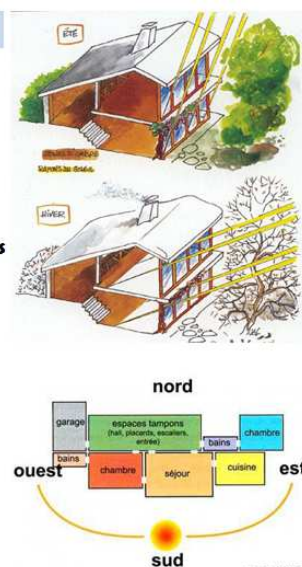 ÉTÉ
HIVER
s
nord
garage
espaces tampons
(hall, placards, escaliers,
entrée)
bains
chambre
bains
ouest
chambre
séjour
cuisine
est
sud